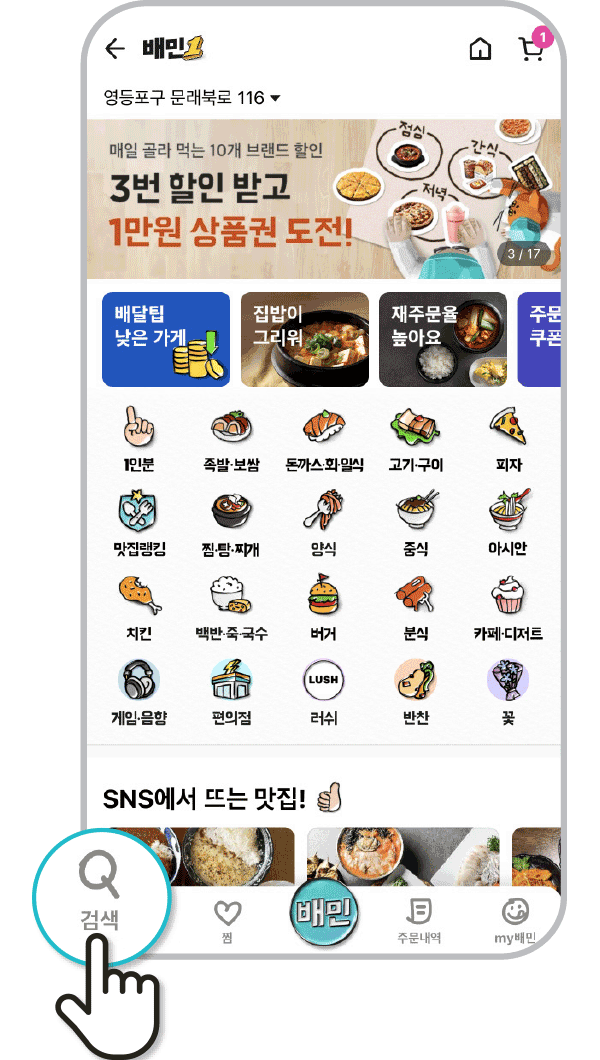 배민1
1
영등포구 문래북로 116
매일 골라 먹는 10개 브랜드 할인
3번 할인 받고
1만원 상품권 도전!
점심
간식
저녁
3 / 17
배달팁
낮은 가게
집밥이
그리워
재주문율
높아요
주문
쿠폰
1인분
족발·보쌈
돈까스·회·일식
고기·구이
피자
맛집랭킹
찜·탕·찌개
양식
중식
아시안
치킨
백반·죽·국수
버거
분식
카페·디저트
게임·음향
편의점
LUSH
러쉬
반찬
꽃
SNS에서 뜨는 맛집!
검색
찜
배민
주문내역
my배민